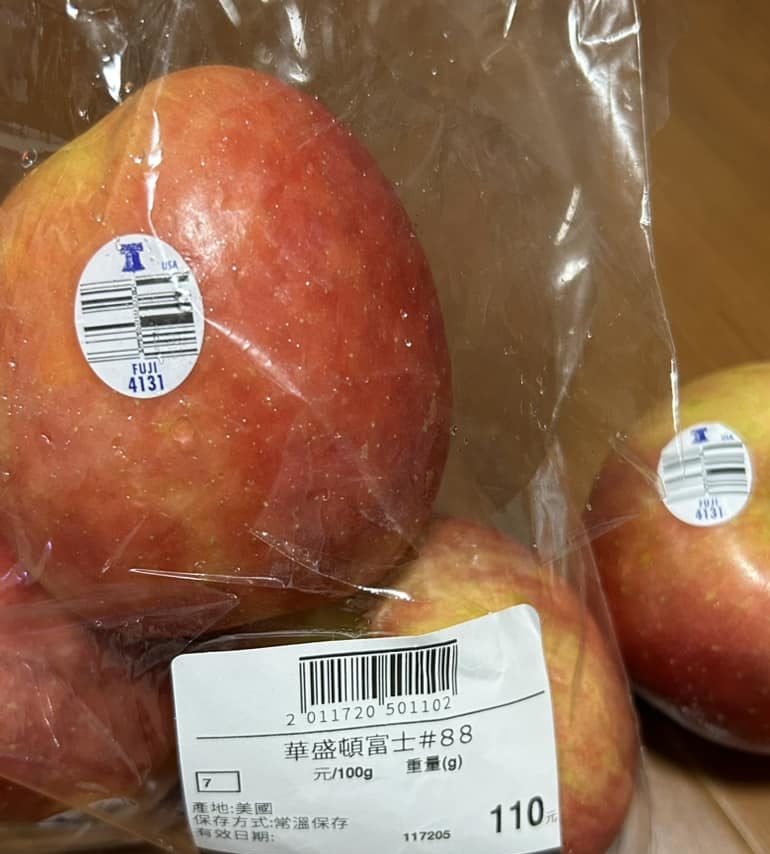 USA
FUJI
4131
USA
FUJI
4131
2 011720 501102
華盛頓富士#88
元/100g 重量(g)
7
產地:美國
保存方式:常溫保存
110元
有效日期:
117205